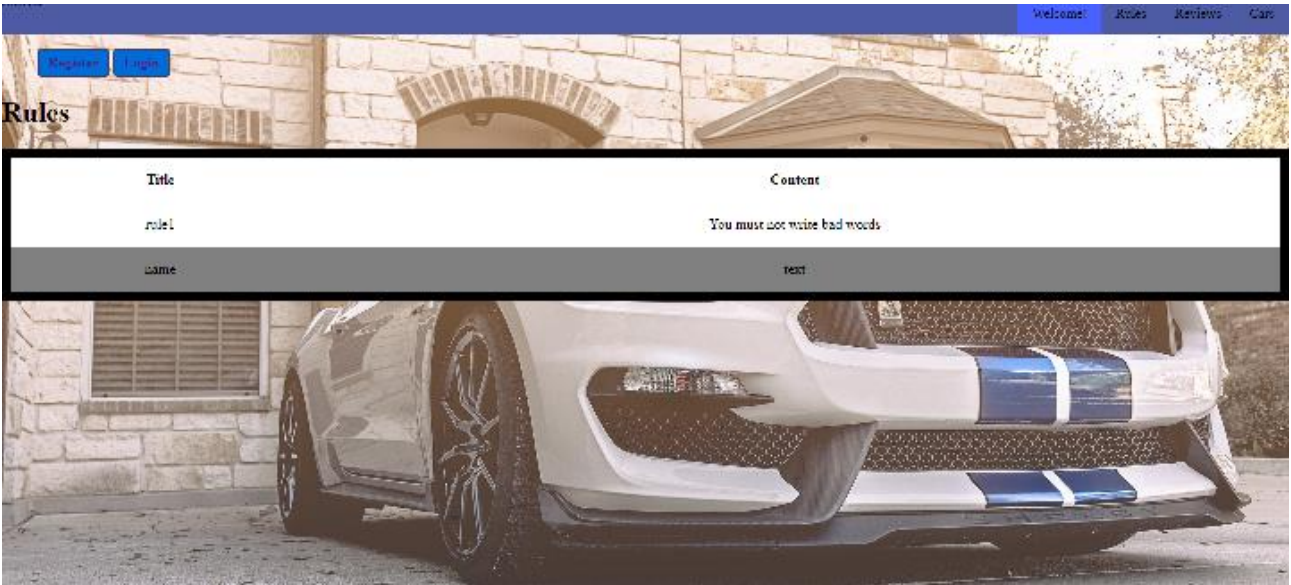 Welcome! Rules Reviews Cars
Register Login
Rules
Title Content
rule1 You must not write bad words
name text